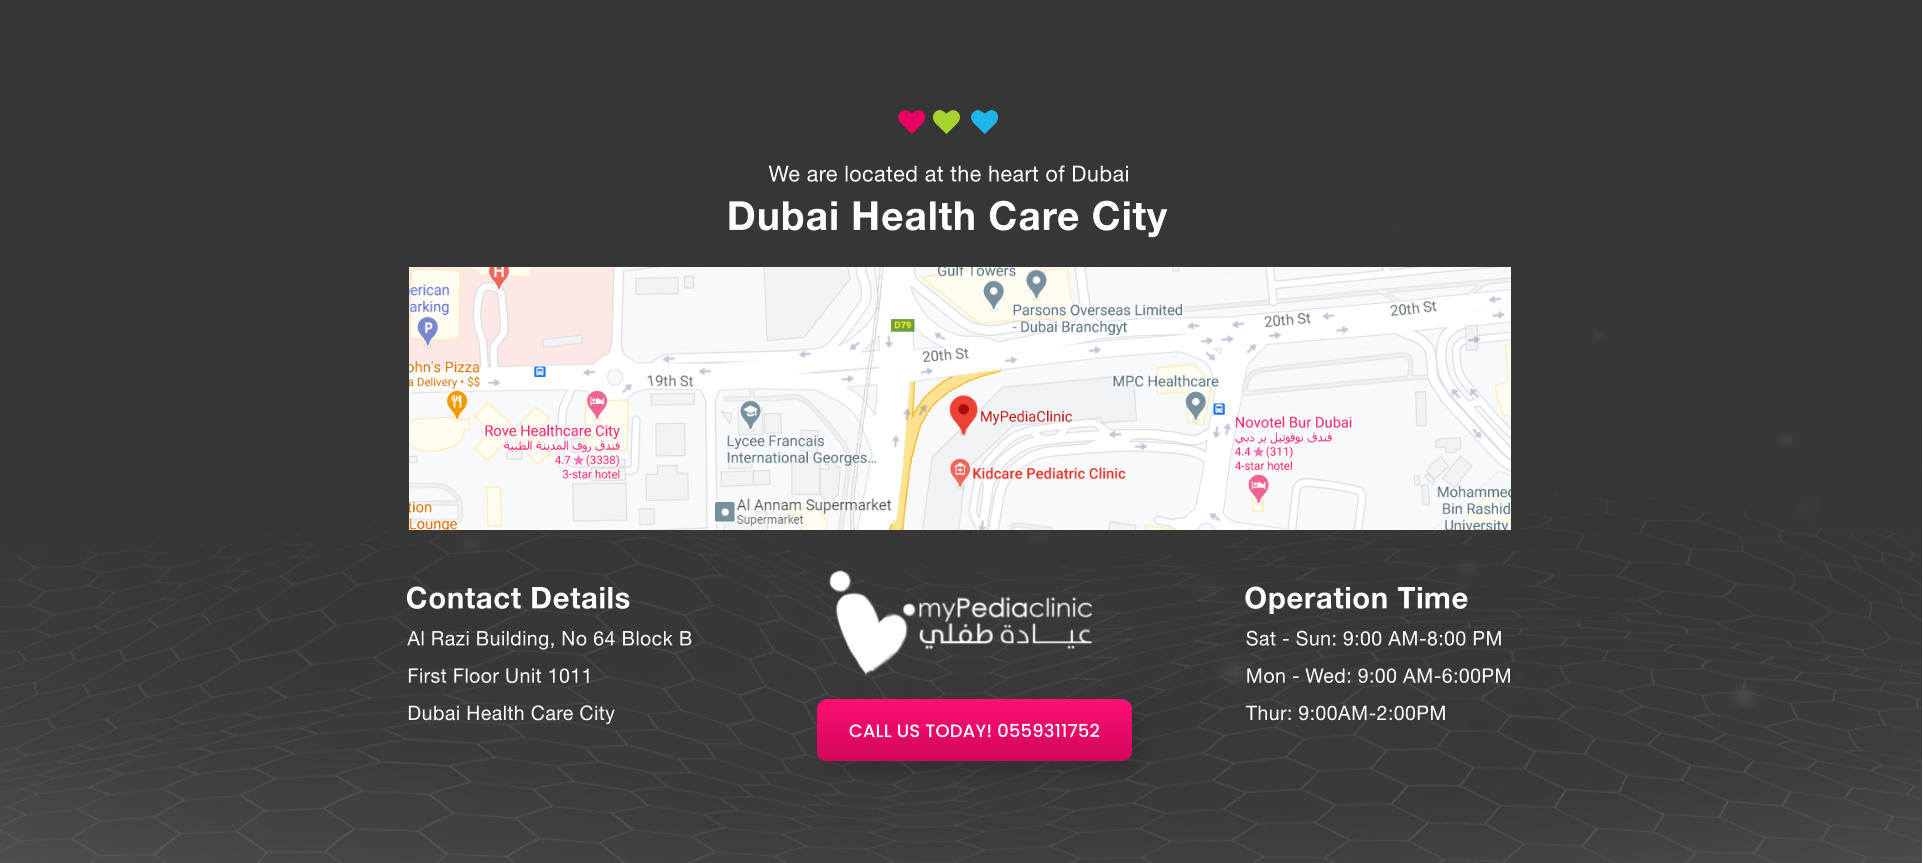 We are located at the heart of Dubai
Dubai Health Care City
H
erican
arking
P
ohn's Pizza
a Delivery • $$
19th St
Rove Healthcare City
فندق روف المدينة الطبية
4.7 ★ (3338)
3-star hotel
tion
Lounge
Lycee Francais
International Georges...
Al Annam Supermarket
Supermarket
D79
Gulf Towers
Parsons Overseas Limited
- Dubai Branchgyt
20th St
20th St
20th St
MPC Healthcare
MyPediaClinic
Kidcare Pediatric Clinic
Novotel Bur Dubai
فندق نوفوتيل بر دبي
4.4 ★ (311)
4-star hotel
Mohammed
Bin Rashid
University
Contact Details
Al Razi Building, No 64 Block B
First Floor Unit 1011
Dubai Health Care City
myPediaclinic
عيـــادة طفلي
CALL US TODAY! 0559311752
Operation Time
Sat - Sun: 9:00 AM-8:00 PM
Mon - Wed: 9:00 AM-6:00PM
Thur: 9:00AM-2:00PM